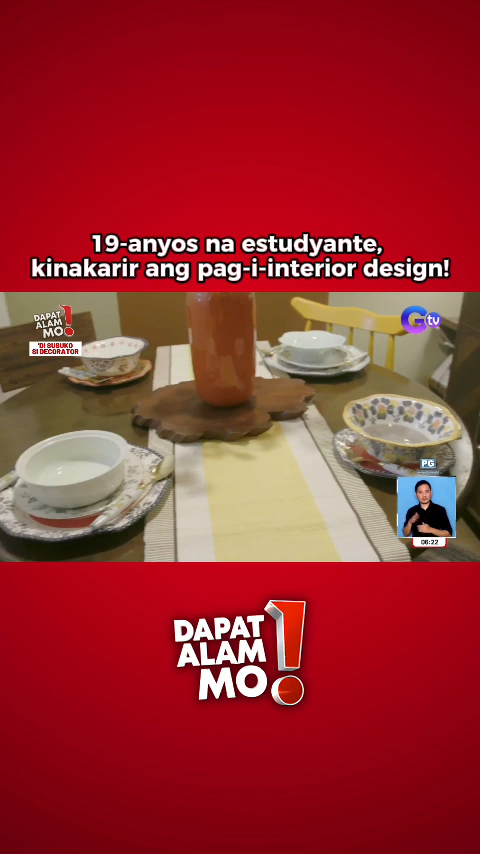 19-anyos na estudyante,
kinakarir ang pag-i-interior design!
DAPAT
ALAM
MO!
'DI SUSUKO
SI DECORATOR
Gtv
PG
06:22
DAPAT
ALAM
MO!